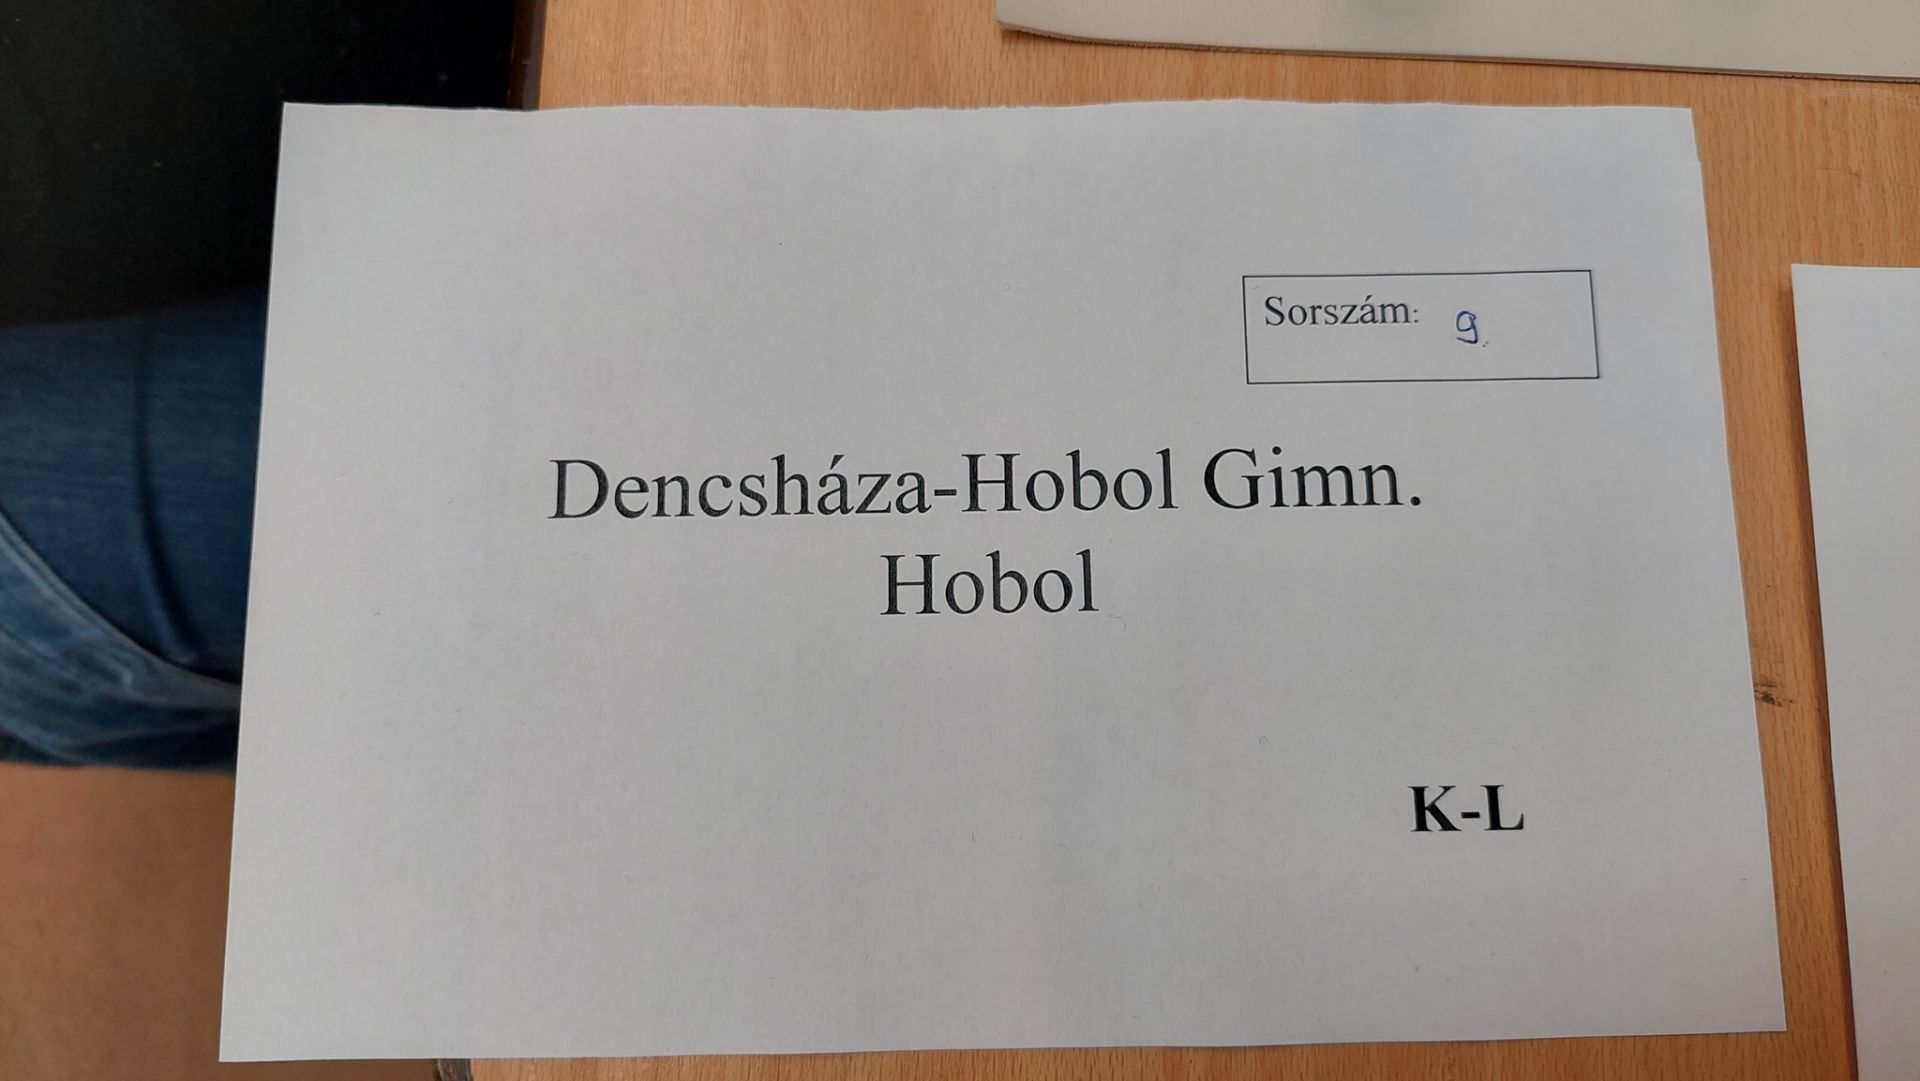 Sorszám: 9.
Dencsháza-Hobol Gimn.
Hobol
K-L